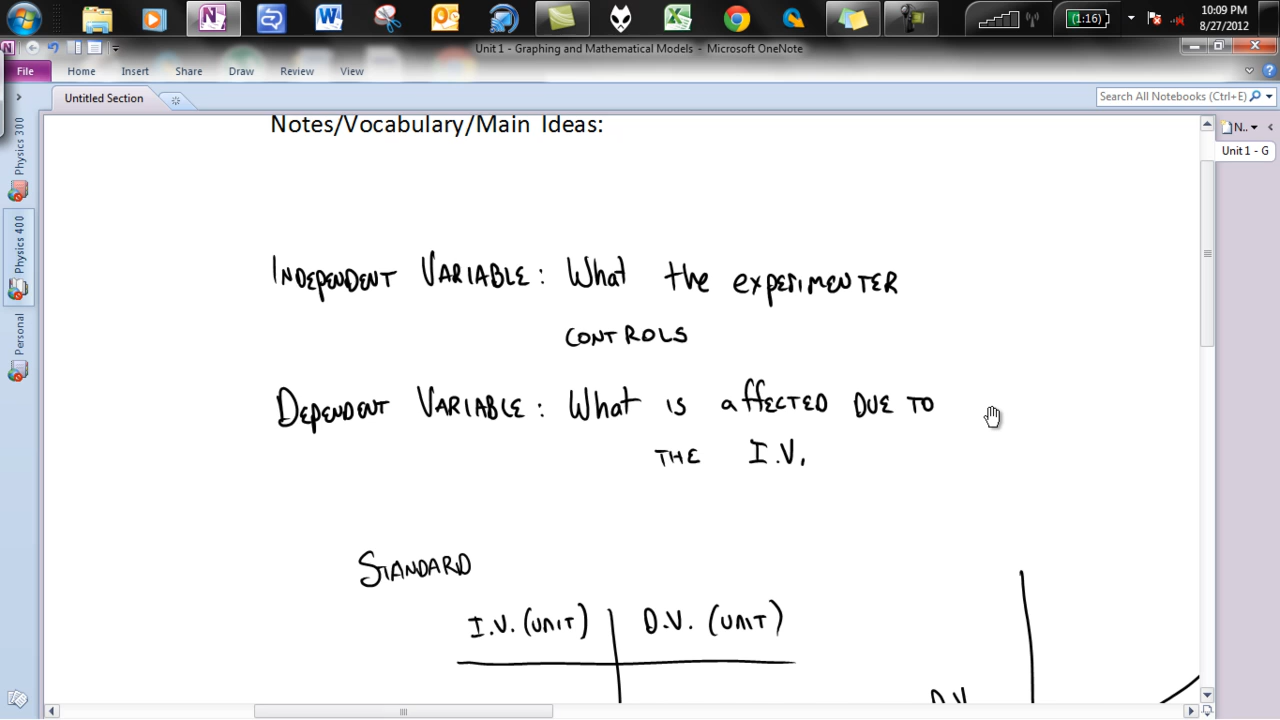 10:09 PM
(1:16)
8/27/2012
Unit 1 - Graphing and Mathematical Models - Microsoft OneNote
File Home Insert Share Draw Review View
Untitled Section
Search All Notebooks (Ctrl+E)
N..
Unit 1 - G
Physics 300
Physics 400
Personal
Notes/Vocabulary/Main Ideas:
INDEPENDENT VARIABLE: What the experimenter
CONTROLS
DEPENDENT VARIABLE: What is affected due to
THE I.V.
STANDARD
I.V. (UNIT) D.V. (UNIT)
D.V.